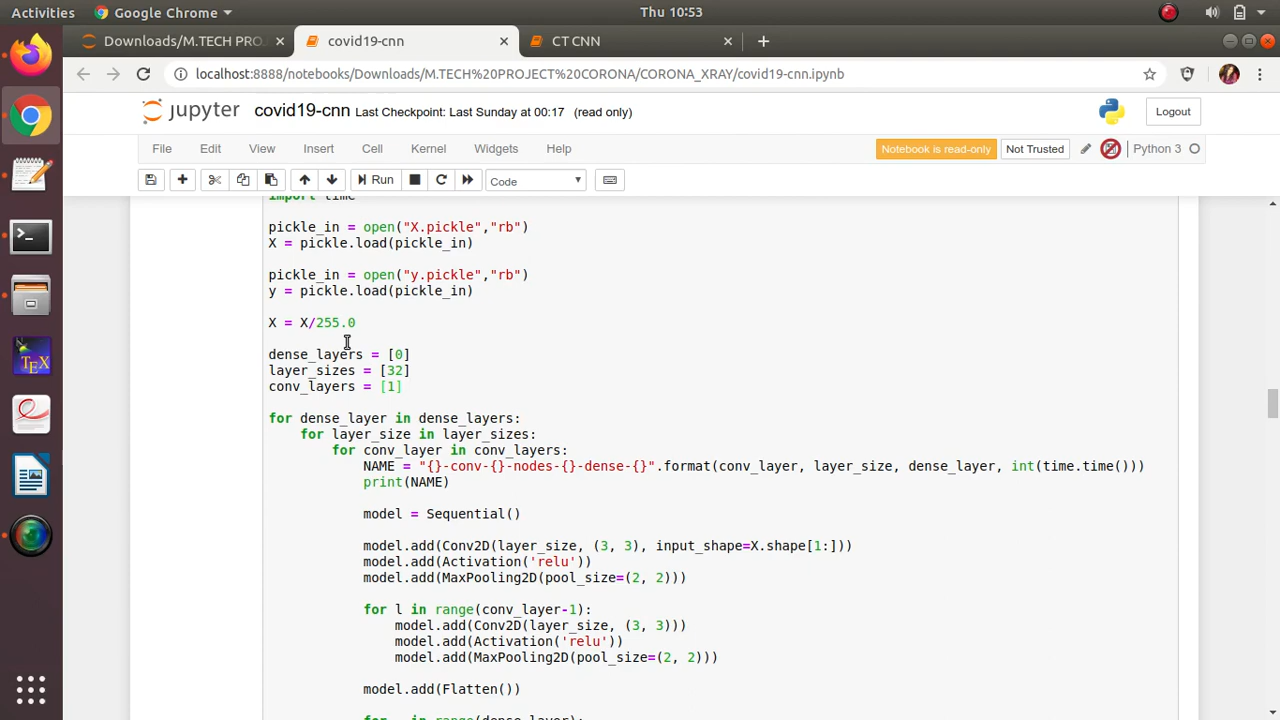 Activities Google Chrome Thu 10:53
Downloads/M.TECH PRO covid19-cnn CT CNN
localhost:8888/notebooks/Downloads/M.TECH%20PROJECT%20CORONA/CORONA_XRAY/covid19-cnn.ipynb
jupyter covid19-cnn Last Checkpoint: Last Sunday at 00:17 (read only) Logout
File Edit View Insert Cell Kernel Widgets Help Notebook is read-only Not Trusted Python 3
Run Code
import time
pickle_in = open("X.pickle","rb")
X = pickle.load(pickle_in)
pickle_in = open("y.pickle","rb")
y = pickle.load(pickle_in)
X = X/255.0
dense_layers = [0]
layer_sizes = [32]
conv_layers = [1]
for dense_layer in dense_layers:
for layer_size in layer_sizes:
for conv_layer in conv_layers:
NAME = "{}-conv-{}-nodes-{}-dense-{}".format(conv_layer, layer_size, dense_layer, int(time.time()))
print(NAME)
model = Sequential()
model.add(Conv2D(layer_size, (3, 3), input_shape=X.shape[1:]))
model.add(Activation('relu'))
model.add(MaxPooling2D(pool_size=(2, 2)))
for l in range(conv_layer-1):
model.add(Conv2D(layer_size, (3, 3)))
model.add(Activation('relu'))
model.add(MaxPooling2D(pool_size=(2, 2)))
model.add(Flatten())
for _ in range(dense_layer):